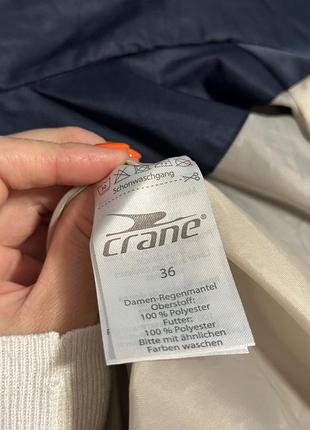 Schonwaschgang
crane®
36
Damen-Regenmantel
Oberstoff:
100 % Polyester
Futter:
100 % Polyester
Bitte mit ähnlichen
Farben waschen